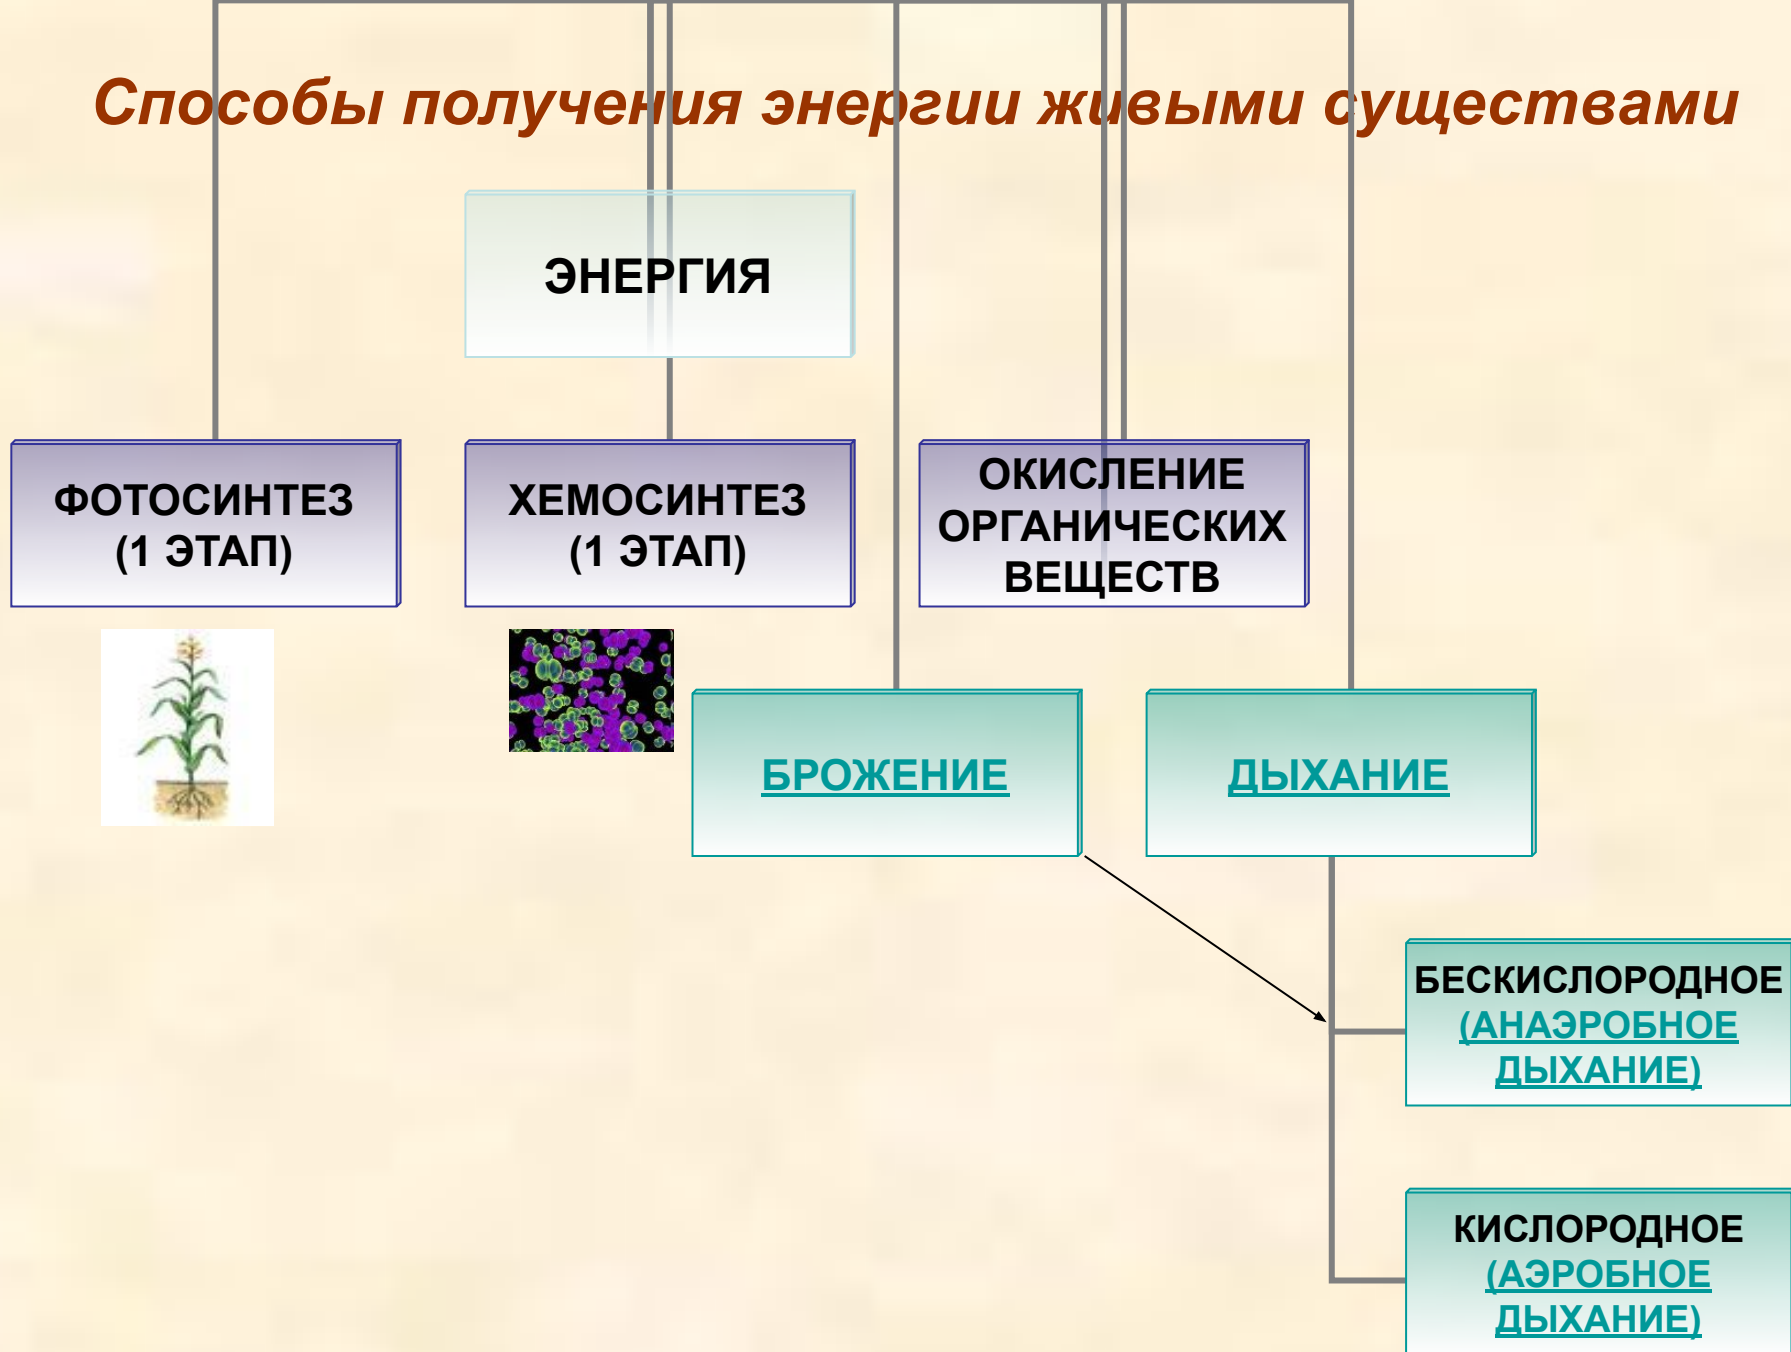 Способы получения энергии живыми существами
ЭНЕРГИЯ
ФОТОСИНТЕЗ
(1 ЭТАП)
ХЕМОСИНТЕЗ
(1 ЭТАП)
ОКИСЛЕНИЕ
ОРГАНИЧЕСКИХ
ВЕЩЕСТВ
БРОЖЕНИЕ
ДЫХАНИЕ
БЕСКИСЛОРОДНОЕ
(АНАЭРОБНОЕ
ДЫХАНИЕ)
КИСЛОРОДНОЕ
(АЭРОБНОЕ
ДЫХАНИЕ)